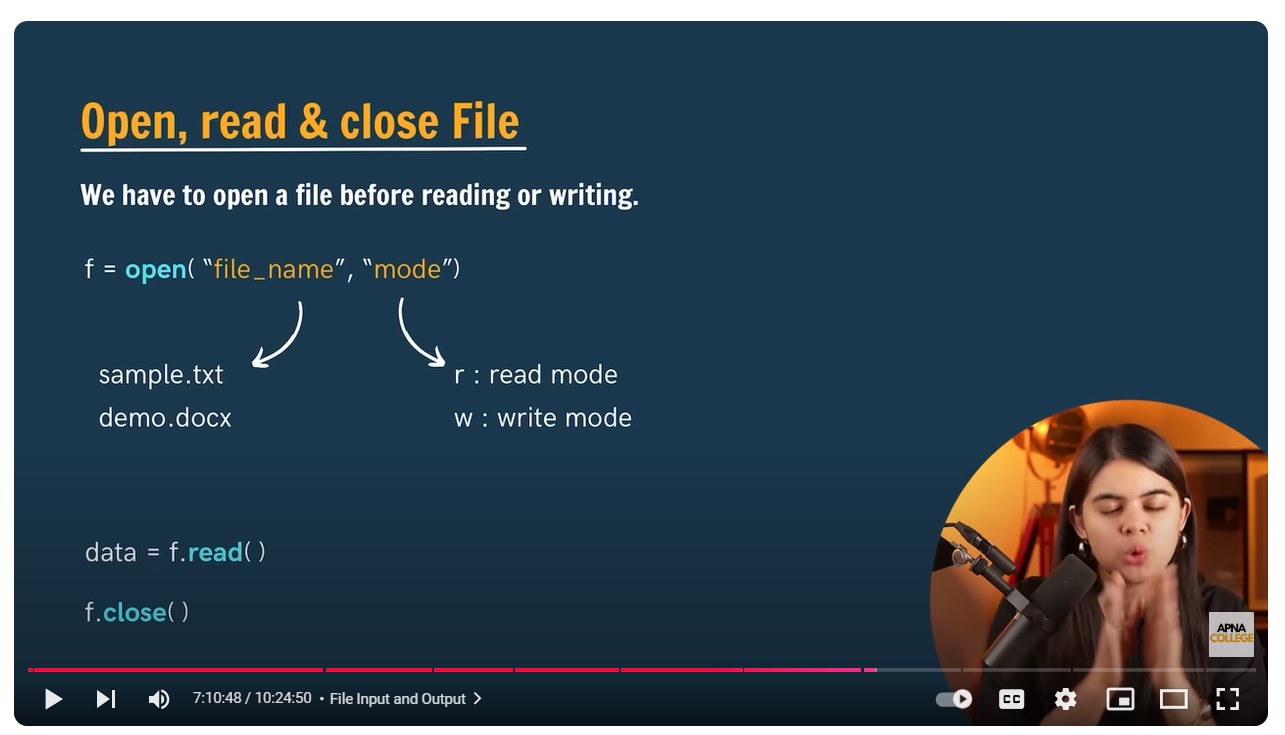 Open, read & close File
We have to open a file before reading or writing.
f = open( “file_name”, “mode”)
sample.txt
r : read mode
demo.docx
w : write mode
data = f.read( )
f.close( )
APNA
COLLEGE
7:10:48 / 10:24:50 • File Input and Output
CC